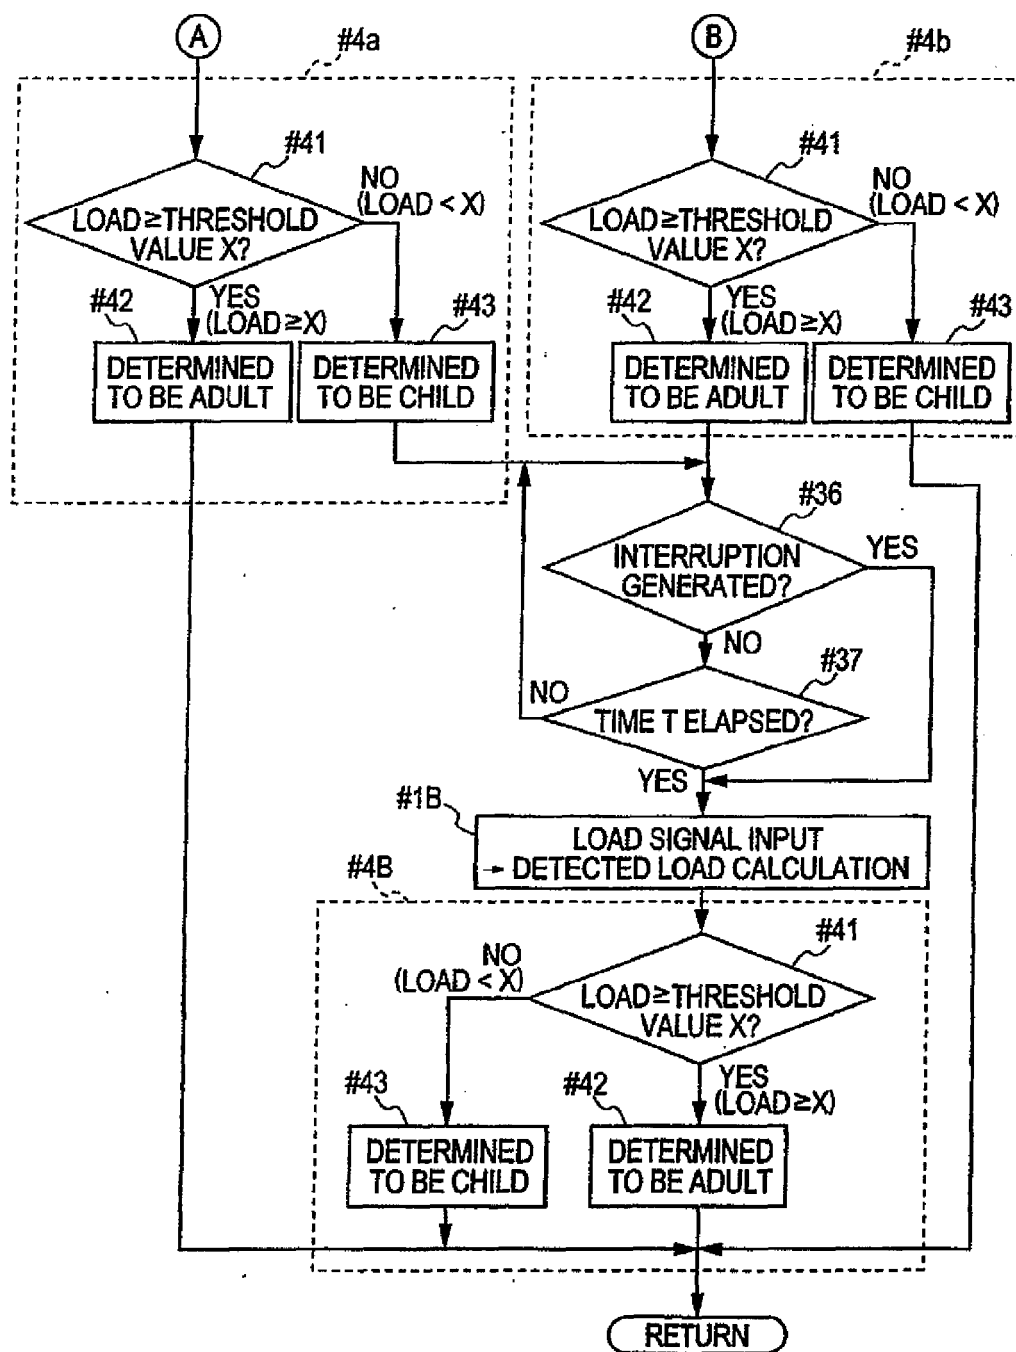 A
B
#4a
#4b
#41
#41
NO
(LOAD < X)
NO
(LOAD < X)
LOAD≥THRESHOLD
VALUE X?
LOAD≥THRESHOLD
VALUE X?
#42
YES
(LOAD≥X)
#43
#42
YES
(LOAD≥X)
#43
DETERMINED
TO BE ADULT
DETERMINED
TO BE CHILD
DETERMINED
TO BE ADULT
DETERMINED
TO BE CHILD
#36
INTERRUPTION
GENERATED?
YES
NO
#37
NO
TIME T ELAPSED?
YES
#1B
LOAD SIGNAL INPUT
→ DETECTED LOAD CALCULATION
#4B
#41
NO
(LOAD < X)
LOAD≥THRESHOLD
VALUE X?
#43
#42
YES
(LOAD≥X)
DETERMINED
TO BE CHILD
DETERMINED
TO BE ADULT
RETURN